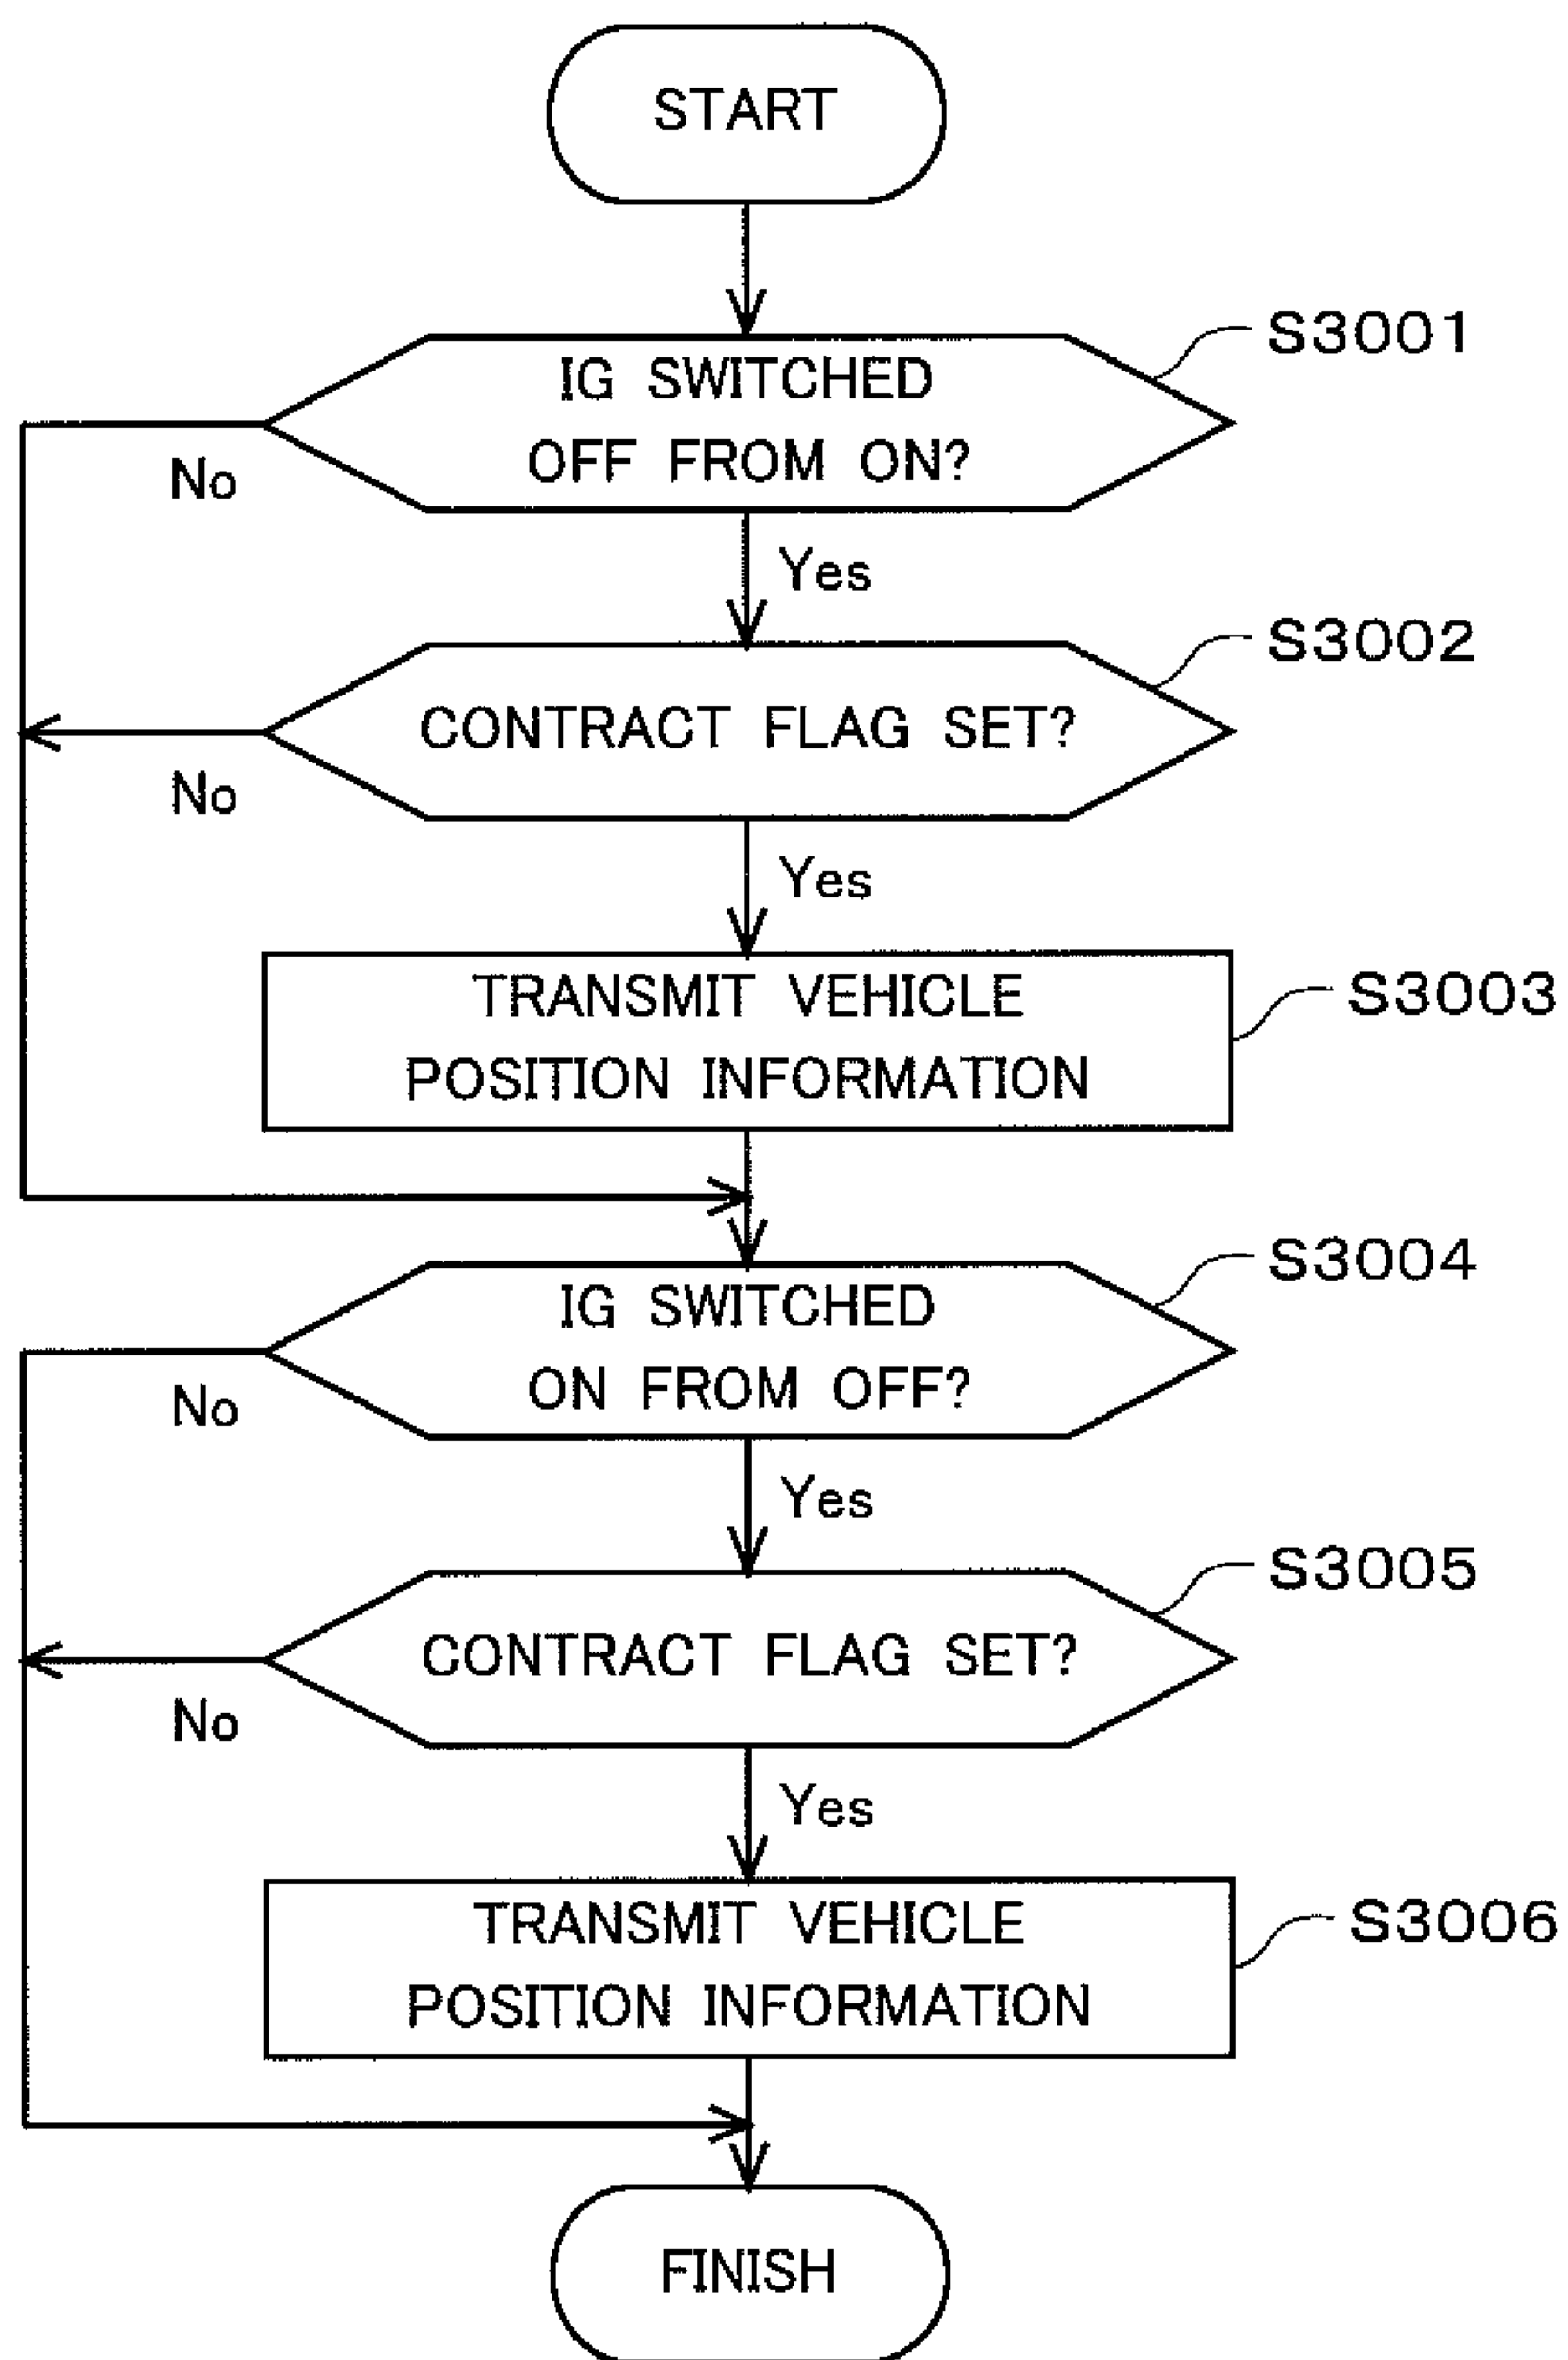 START
S3001
IG SWITCHED
OFF FROM ON?
No
Yes
S3002
CONTRACT FLAG SET?
No
Yes
TRANSMIT VEHICLE
S3003
POSITION INFORMATION
S3004
IG SWITCHED
ON FROM OFF?
No
Yes
S3005
CONTRACT FLAG SET?
No
Yes
TRANSMIT VEHICLE
S3006
POSITION INFORMATION
FINISH